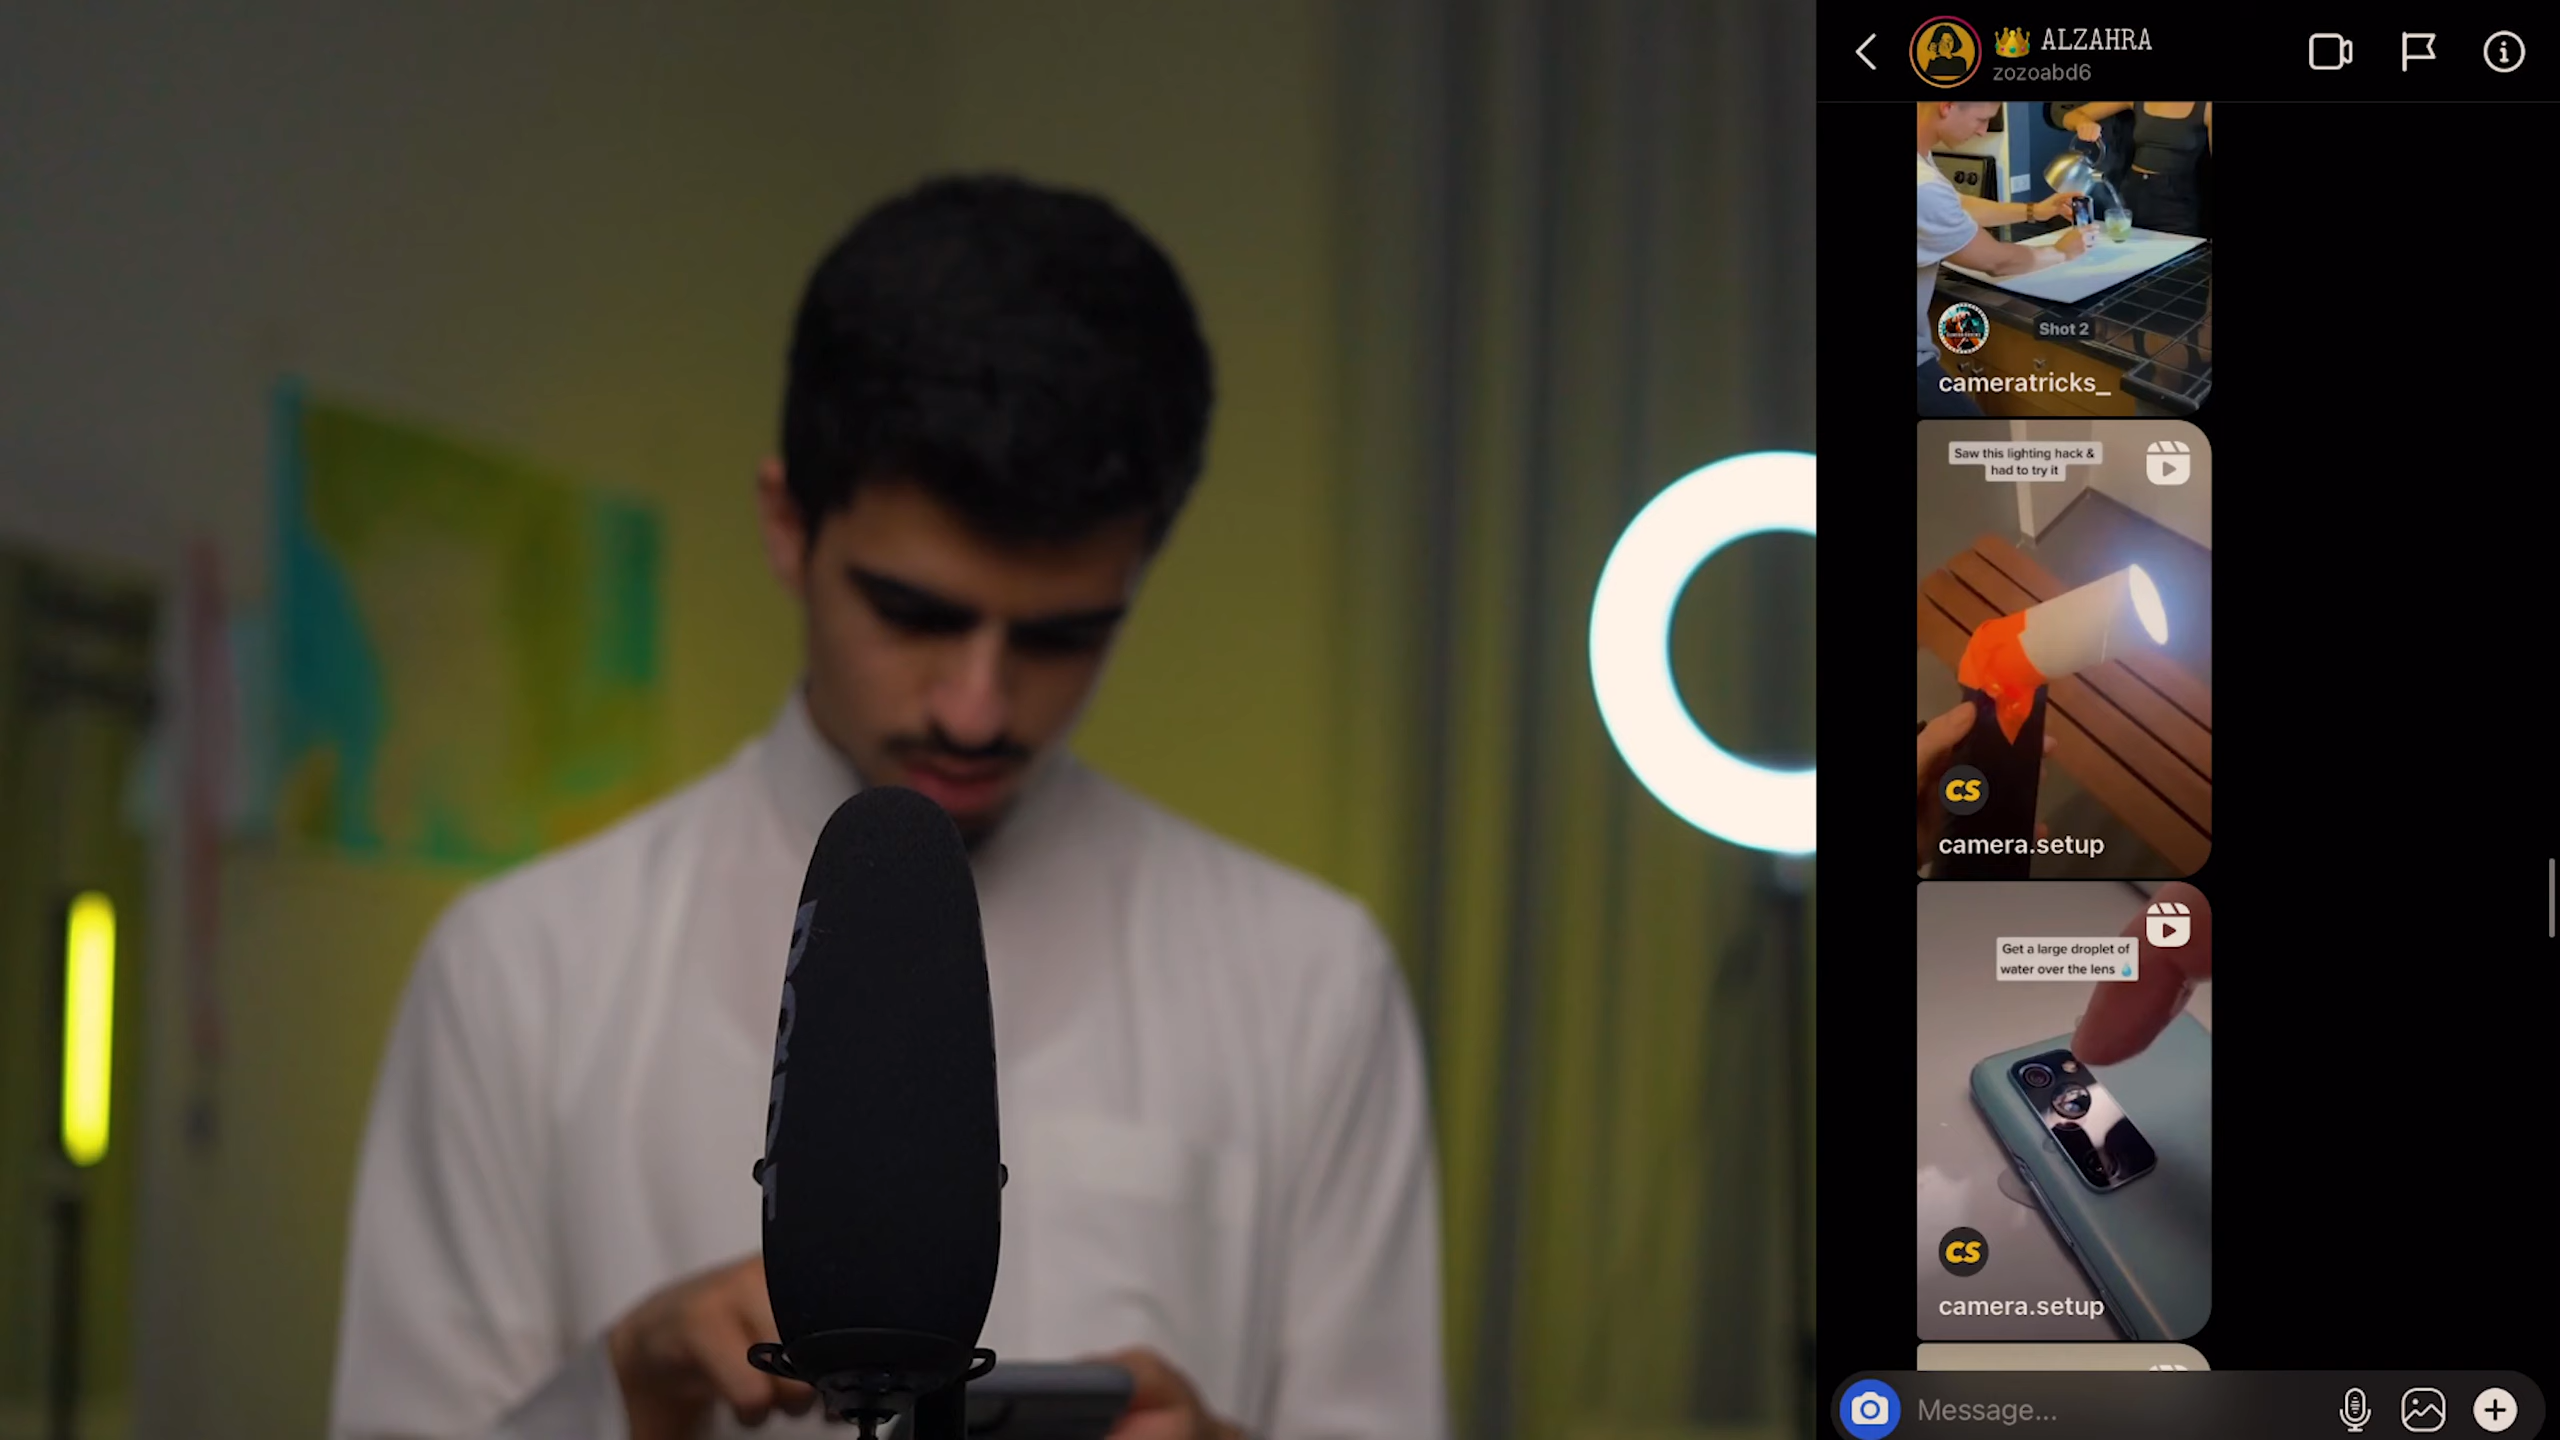 👑 ALZAHRA
zozoabd6
Shot 2
cameratricks_
Saw this lighting hack &
had to try it
CS
camera.setup
Get a large droplet of
water over the lens 💧
CS
camera.setup
Message...